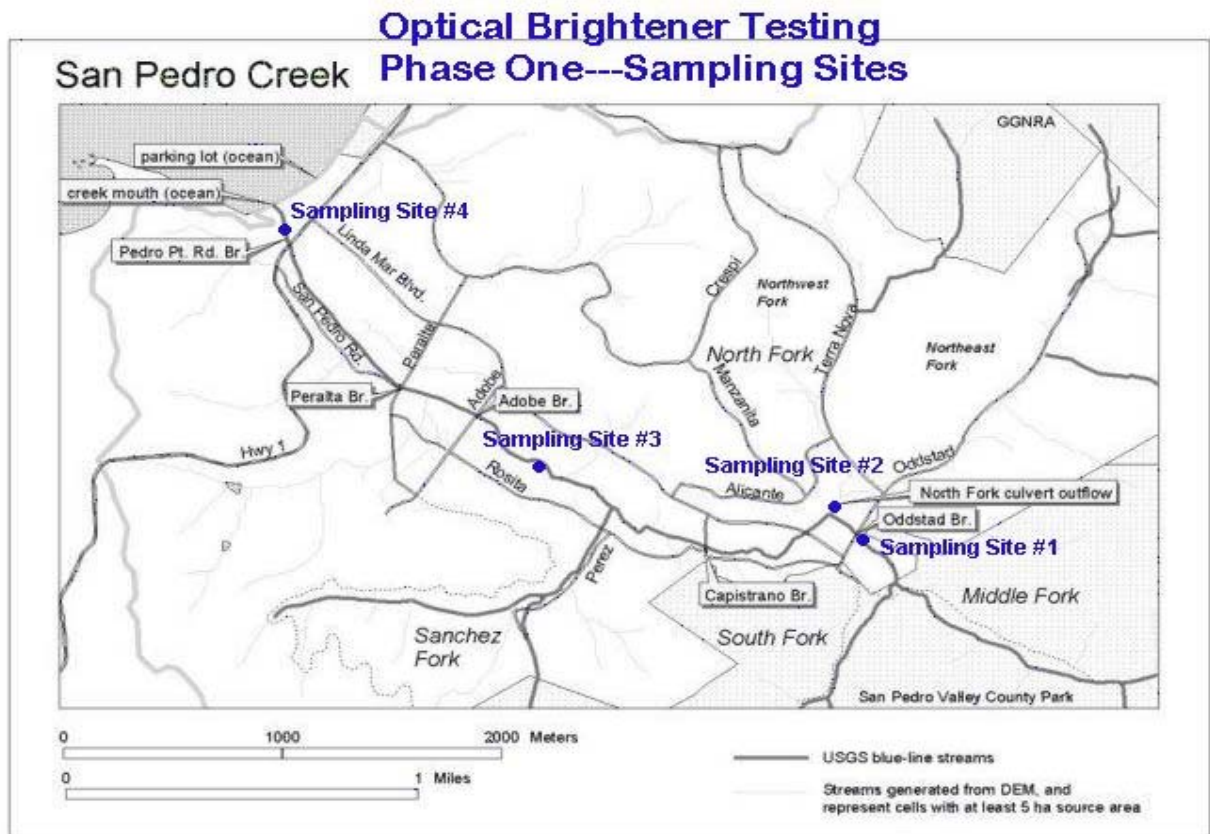 Optical Brightener Testing
Phase One---Sampling Sites
San Pedro Creek
GGNRA
parking lot (ocean)
creek mouth (ocean)
Sampling Site #4
Pedro Pt. Rd. Br.
Linda Mar Blvd.
San Pedro Rd.
Peralta
Crespi
Northwest
Fork
North Fork
Terra Nova
Northeast
Fork
Manzanita
Peralta Br.
Adobe
Adobe Br.
Hwy 1
Sampling Site #3
Rosita
Sampling Site #2
Alicante
Oddstad
North Fork culvert outflow
Oddstad Br.
Sampling Site #1
Perez
Capistrano Br.
Middle Fork
Sanchez
Fork
South Fork
San Pedro Valley County Park
0 1000 2000 Meters
0 1 Miles
USGS blue-line streams
Streams generated from DEM, and
represent cells with at least 5 ha source area